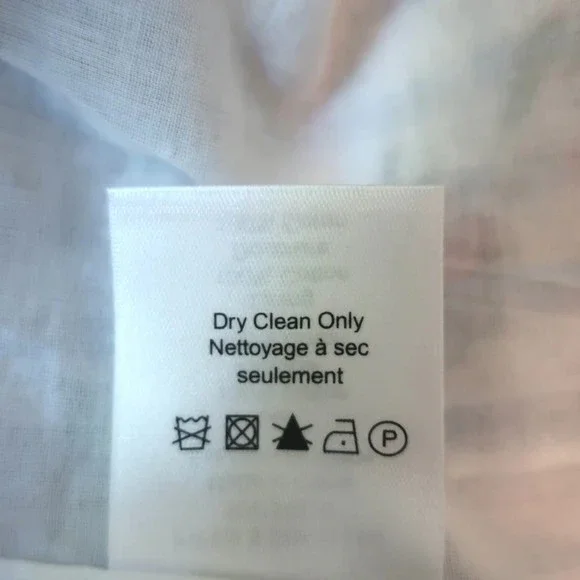 Dry Clean Only
Nettoyage à sec
seulement
P